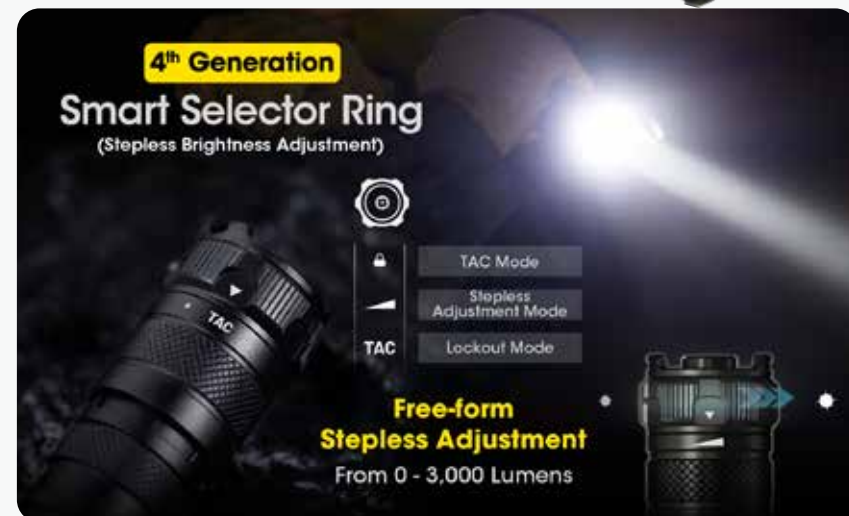 4th Generation
Smart Selector Ring
(Stepless Brightness Adjustment)
TAC
TAC Mode
Stepless
Adjustment Mode
TAC
Lockout Mode
Free-form
Stepless Adjustment
From 0 - 3,000 Lumens